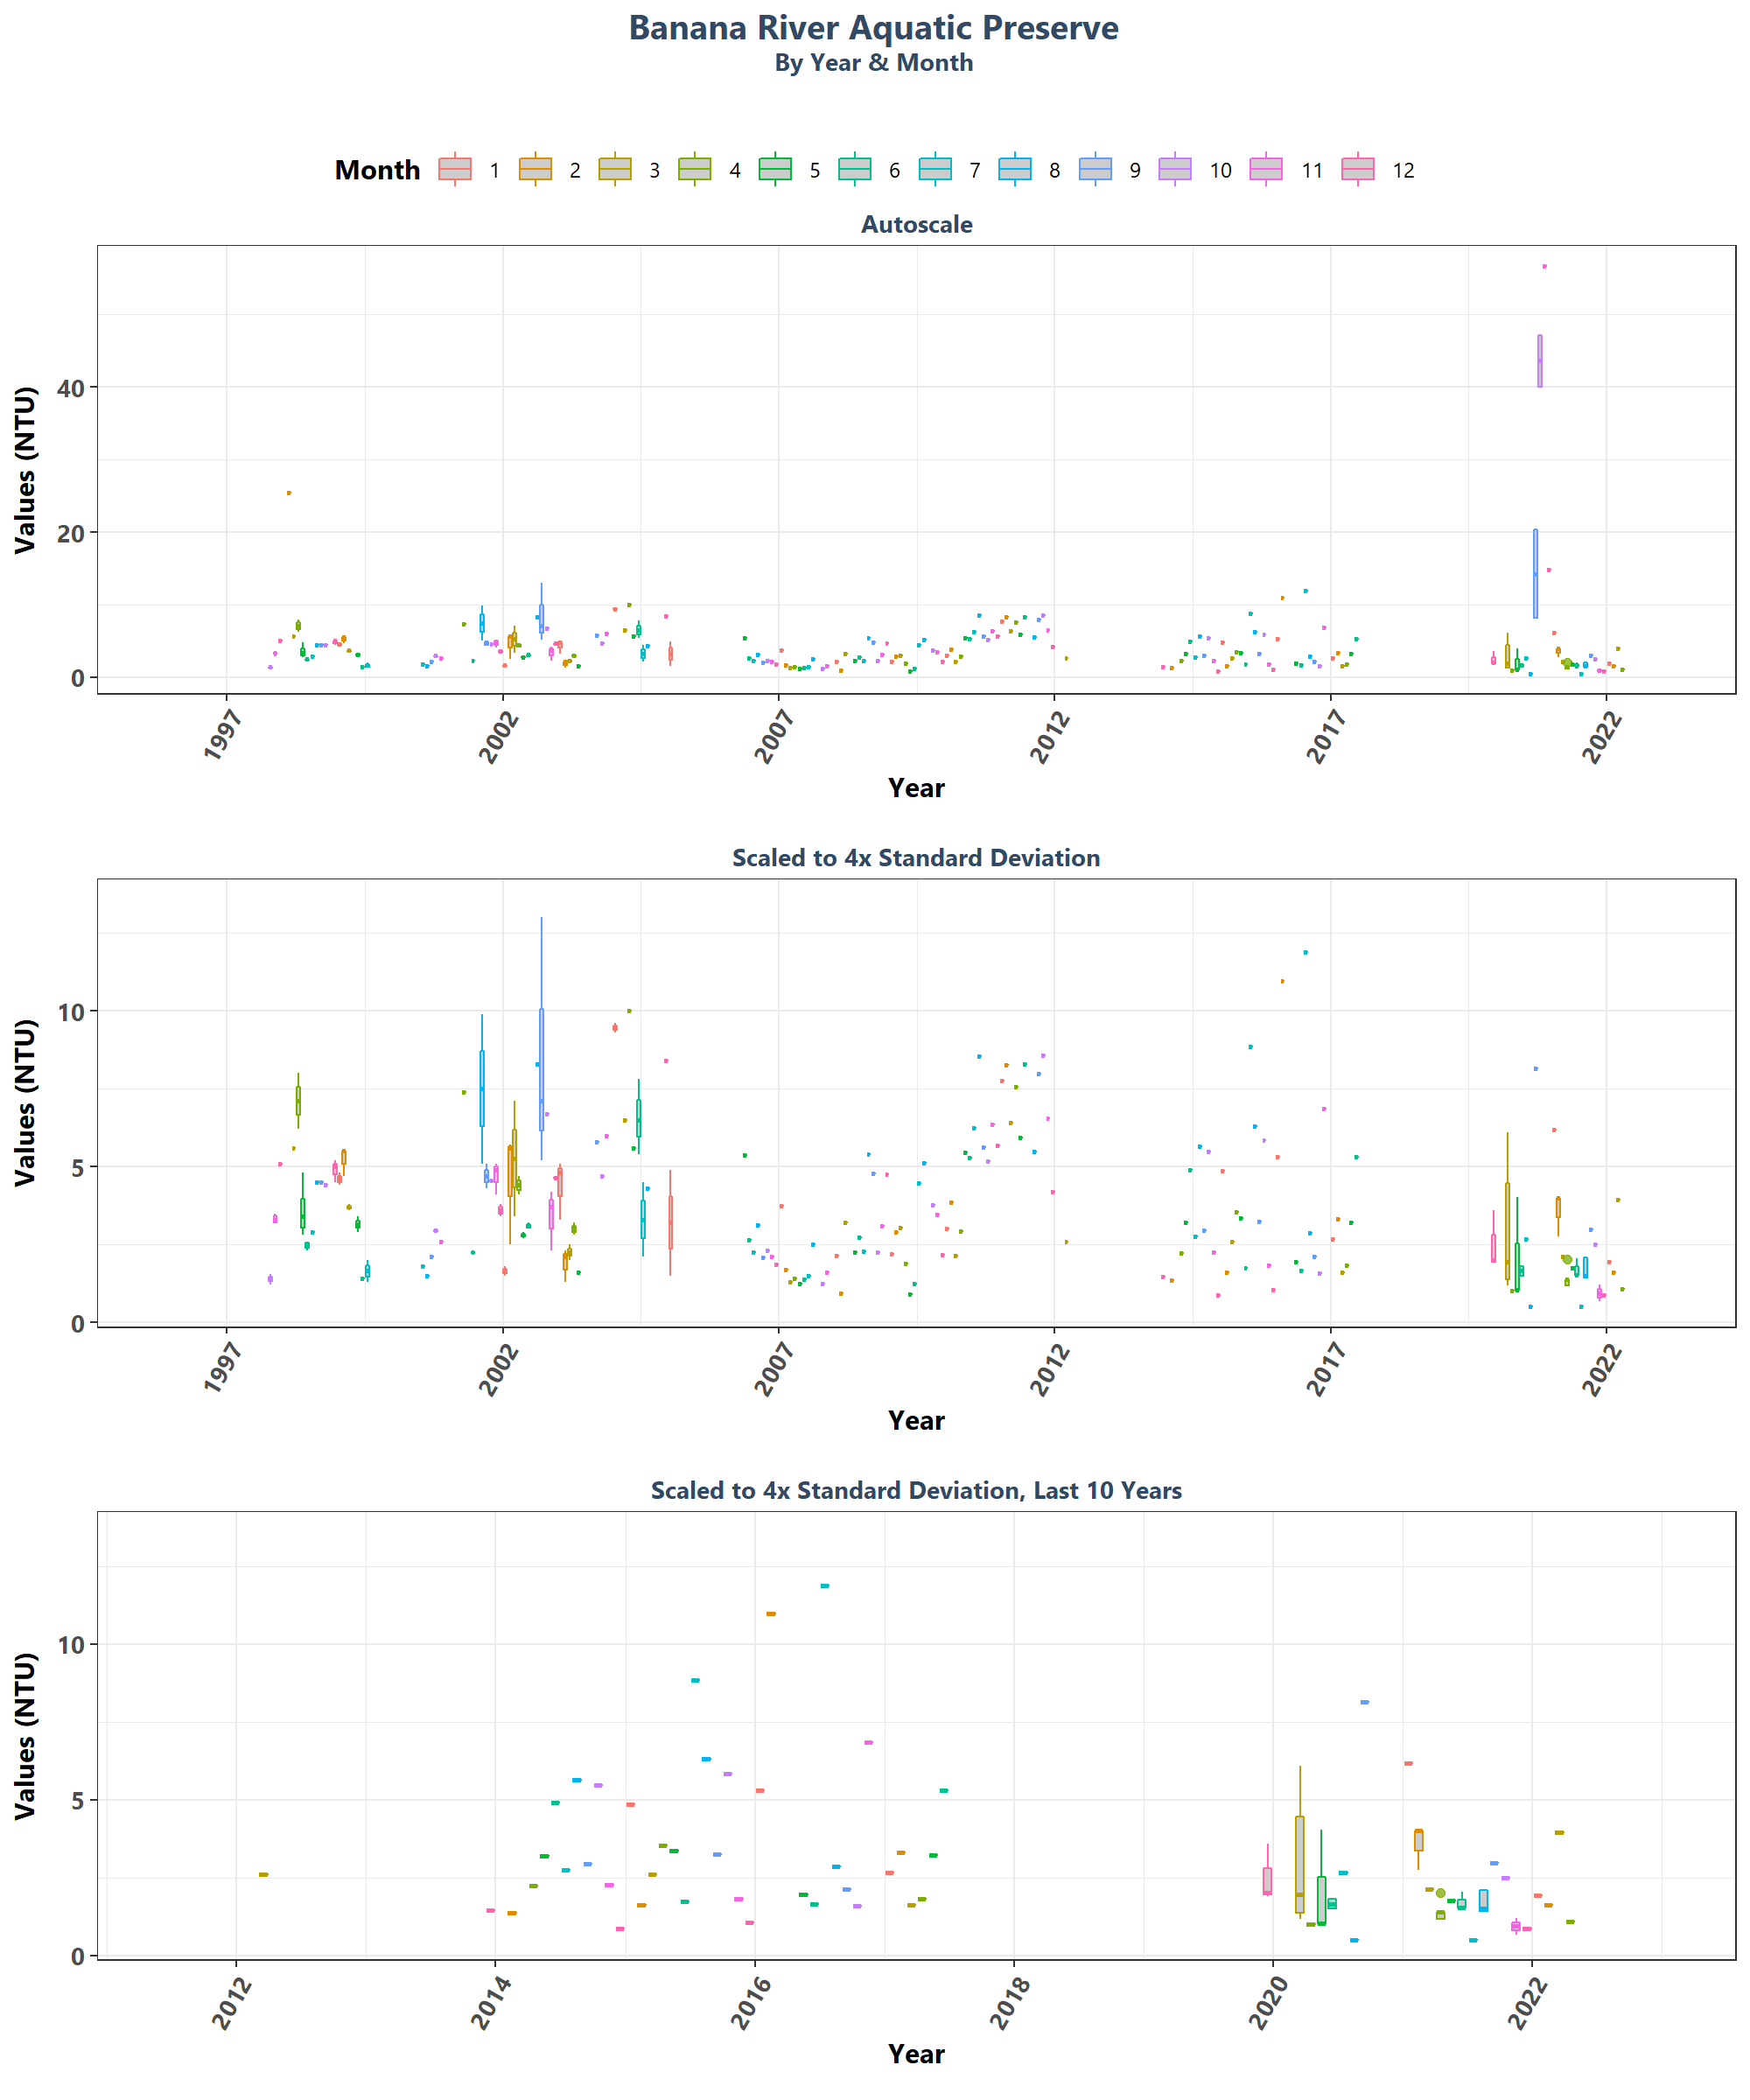 Banana River Aquatic Preserve
By Year & Month
Month 1 2 3 4 5 6 7 8 9 10 11 12
Autoscale
Values (NTU)
40
20
0
1997 2002 2007 2012 2017 2022
Year
Scaled to 4x Standard Deviation
Values (NTU)
10
5
0
1997 2002 2007 2012 2017 2022
Year
Scaled to 4x Standard Deviation, Last 10 Years
Values (NTU)
10
5
0
2012 2014 2016 2018 2020 2022
Year